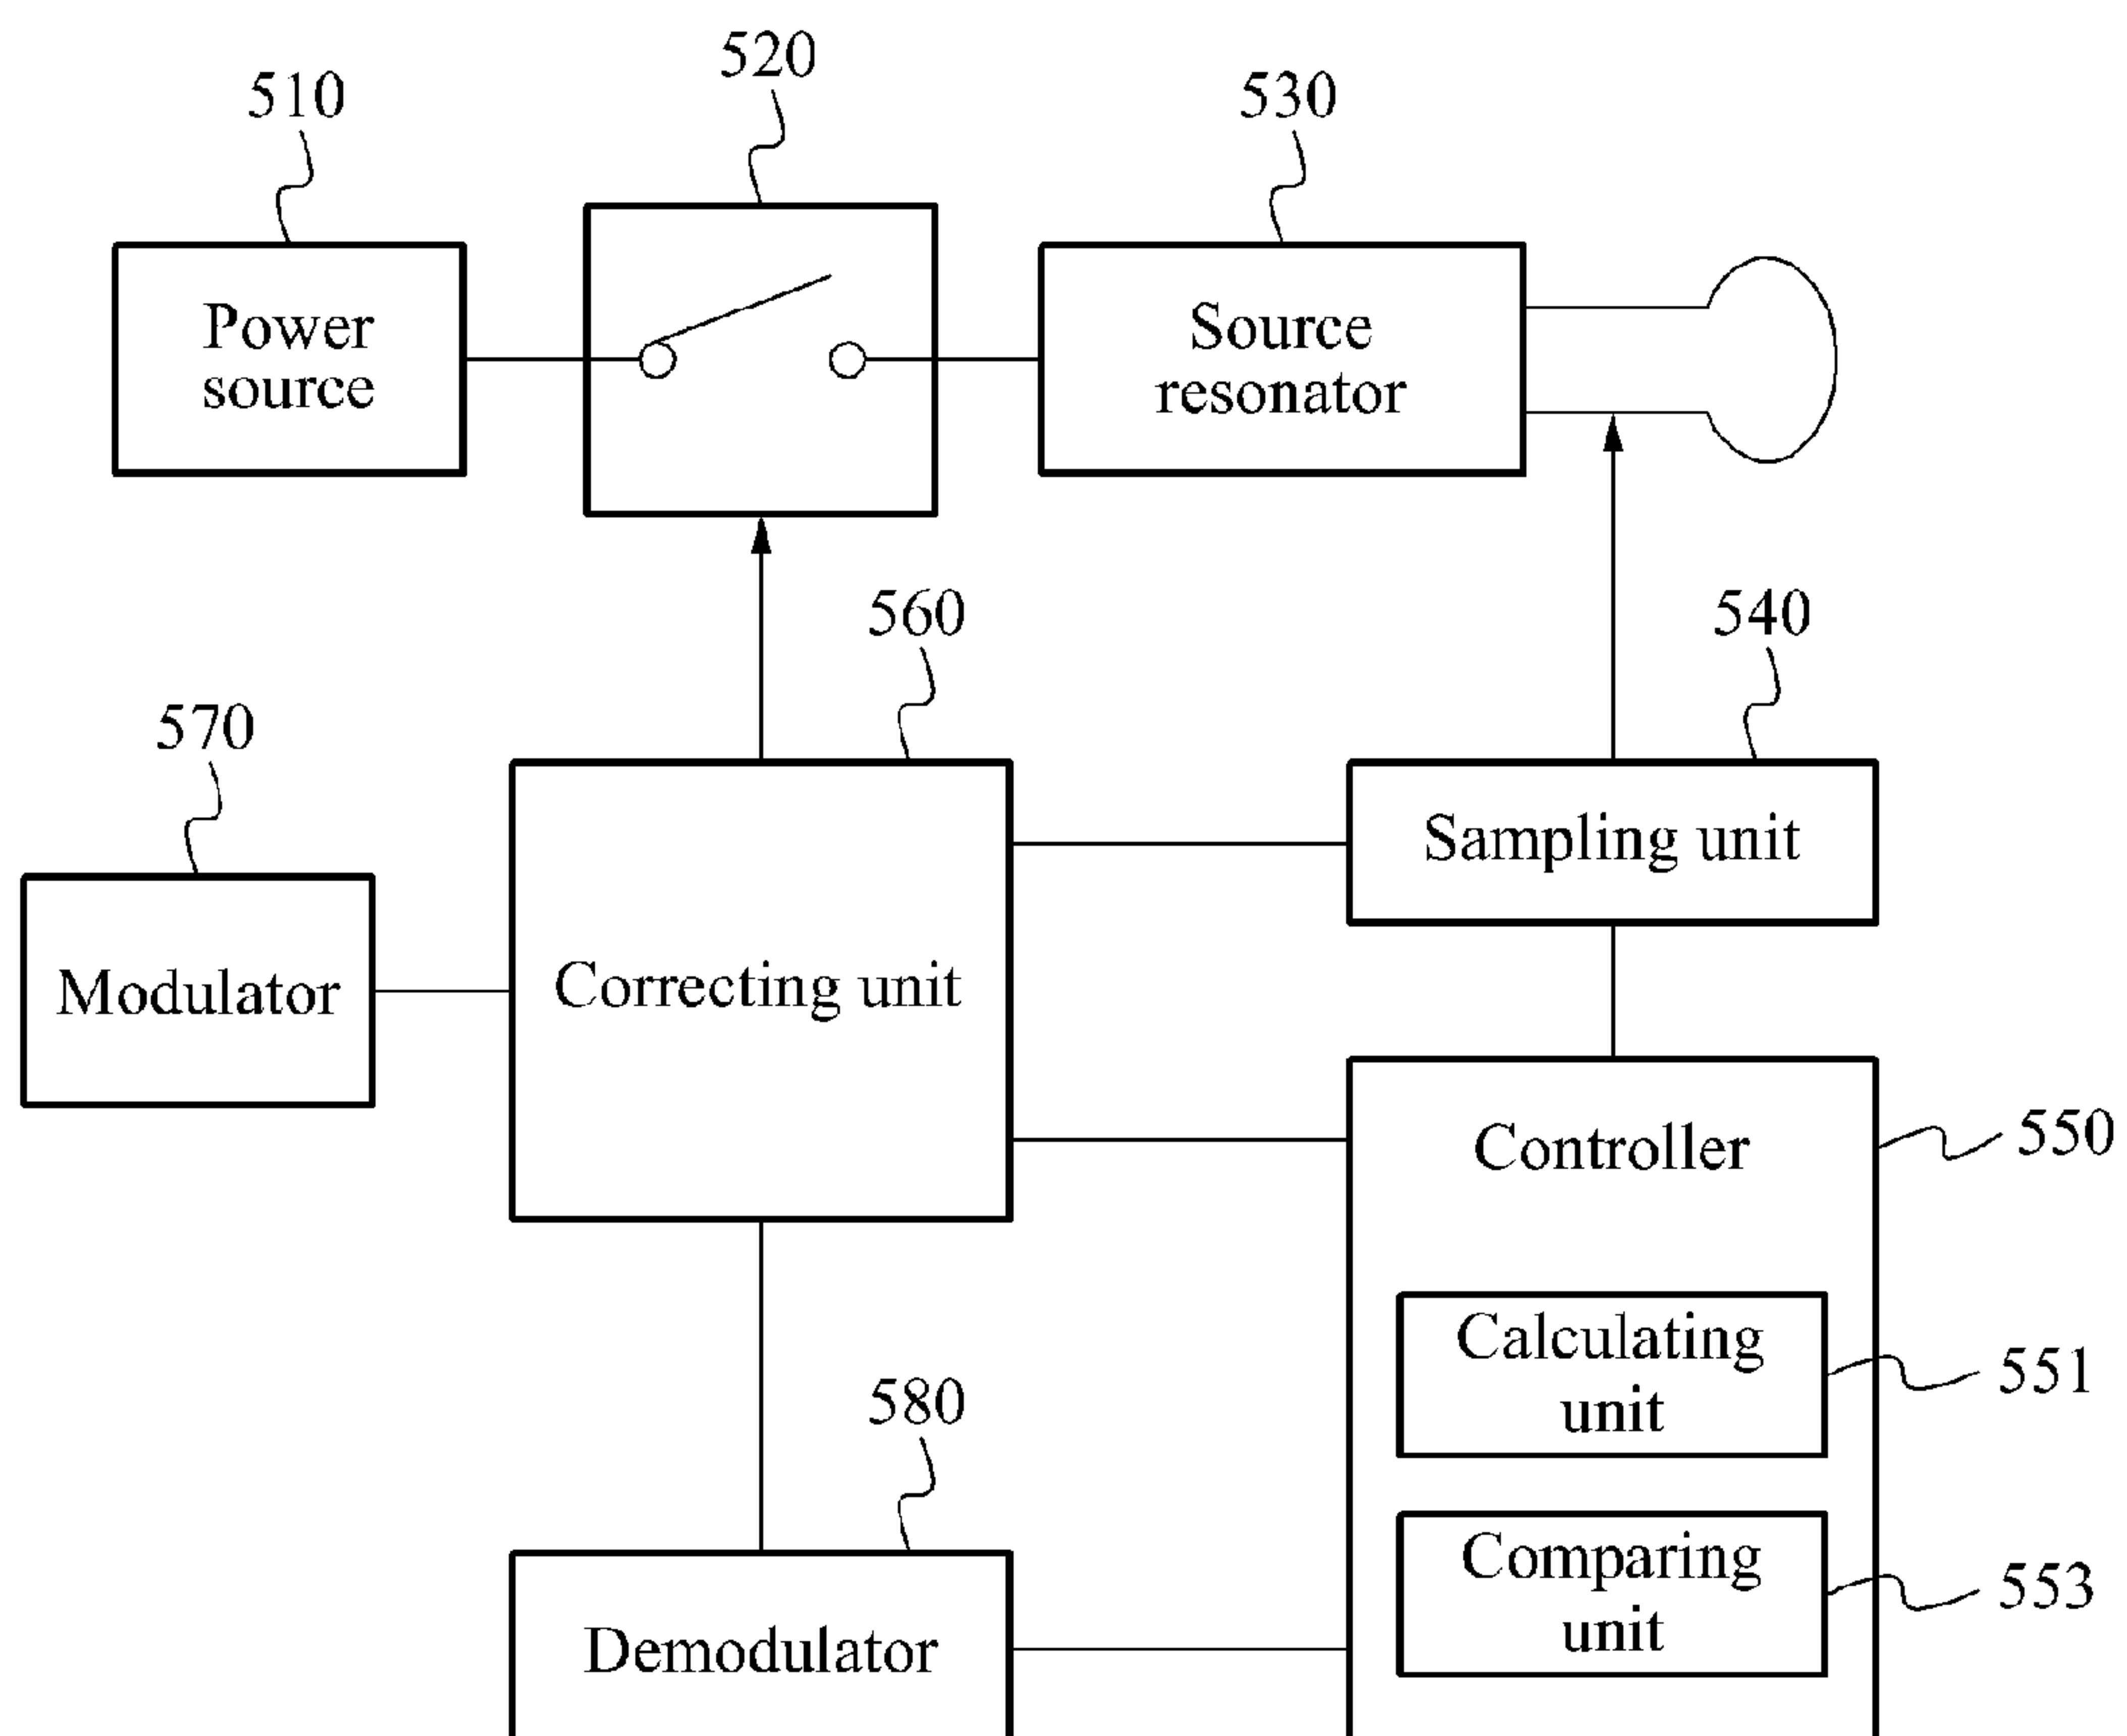 520
510
530
Power
source
Source
resonator
560
540
570
Sampling unit
Correcting unit
Modulator
Controller
550
Calculating
unit
551
580
Comparing
unit
553
Demodulator